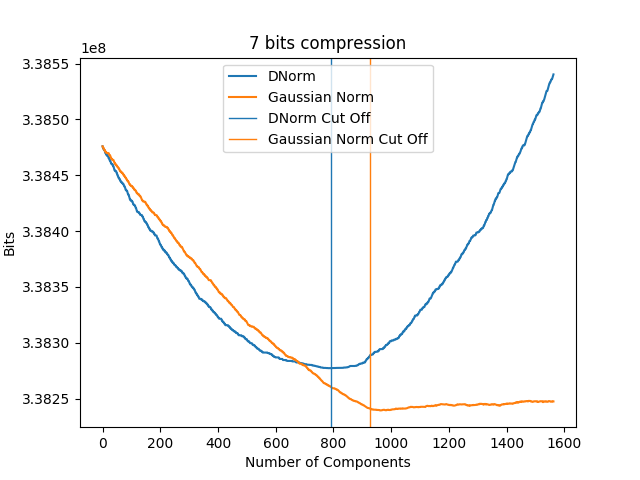 7 bits compression
1e8
3.3855
3.3850
3.3845
3.3840
3.3835
3.3830
3.3825
Bits
DNorm
Gaussian Norm
DNorm Cut Off
Gaussian Norm Cut Off
0 200 400 600 800 1000 1200 1400 1600
Number of Components